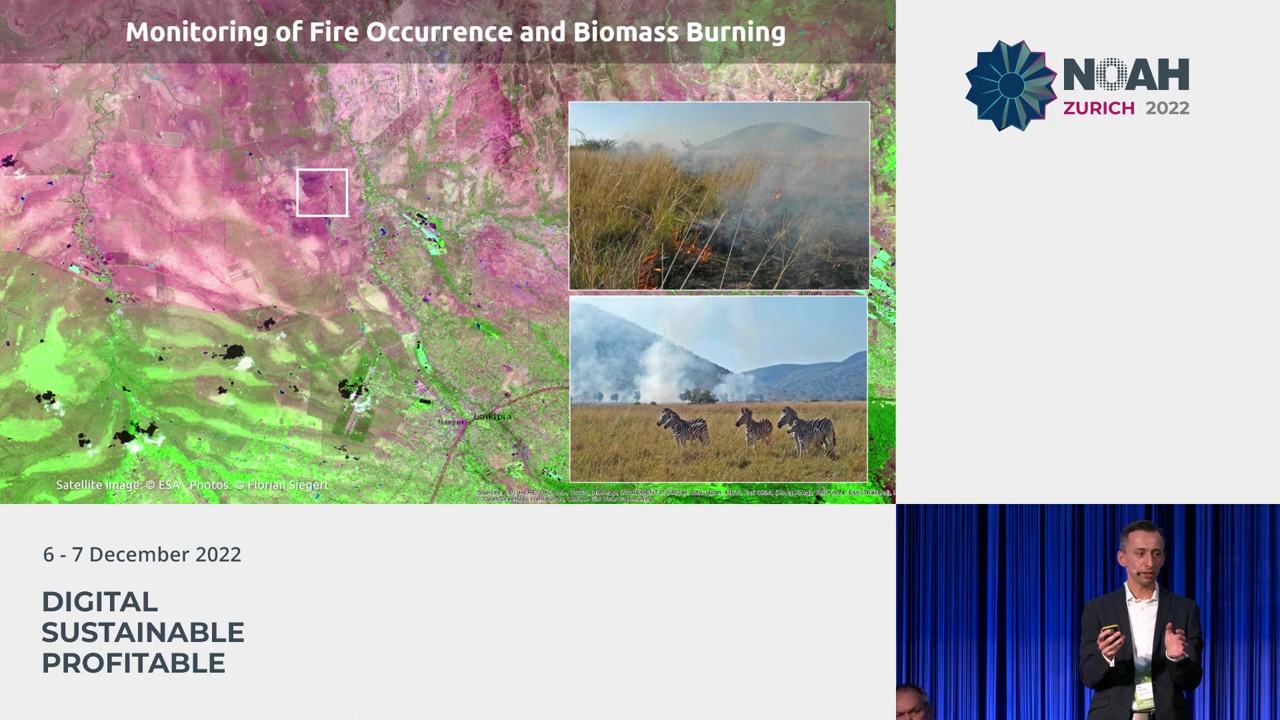 Monitoring of Fire Occurrence and Biomass Burning
NOAH
ZURICH 2022
Nanyuki
Laikipia
Satellite image: © ESA - Photos: © Florian Siegert
6 - 7 December 2022
DIGITAL
SUSTAINABLE
PROFITABLE